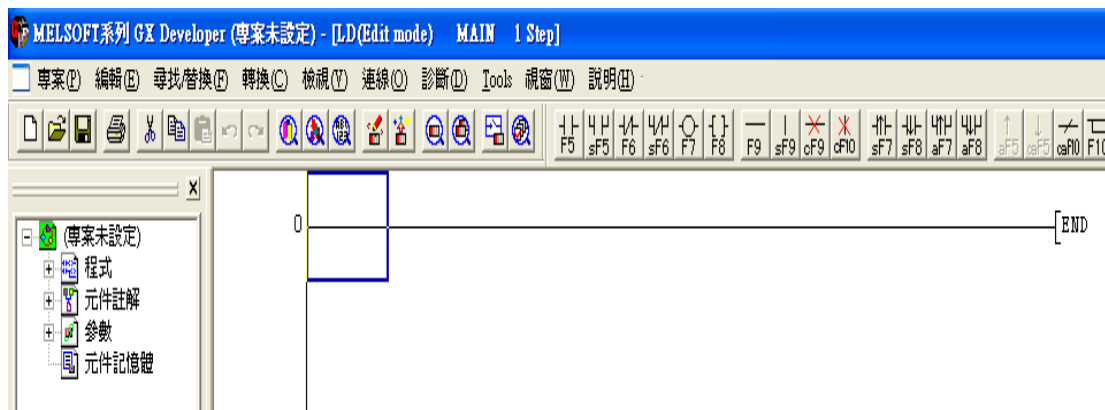 MELSOFT系列 GX Developer (專案未設定) - [LD(Edit mode)    MAIN    1 Step]
專案(P) 編輯(E) 尋找/替換(F) 轉換(C) 檢視(V) 連線(O) 診斷(D) Tools 視窗(W) 說明(H)
F5 sF5 F6 sF6 F7 F8 F9 sF9 cF9 cF10 sF7 sF8 aF7 aF8 aF5 caF5 caF10 F10
0 END
(專案未設定)
程式
元件註解
參數
元件記憶體